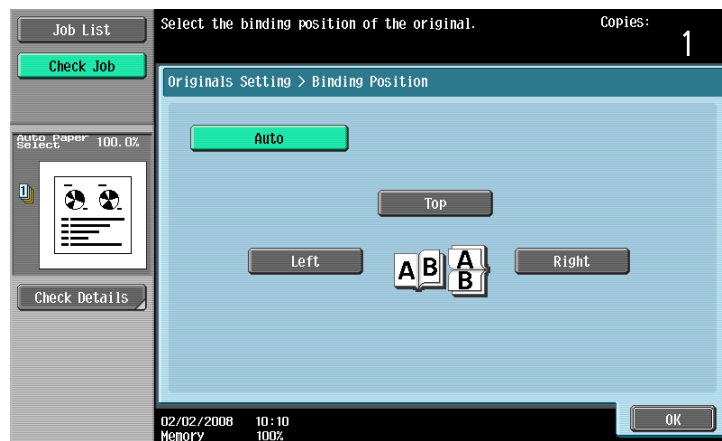 Job List
Check Job
Select the binding position of the original.
Copies:
1
Originals Setting > Binding Position
Auto Paper
Select
100.0%
1
Check Details
Auto
Top
Left
A B
A
B
Right
02/02/2008 10:10
Memory 100%
OK